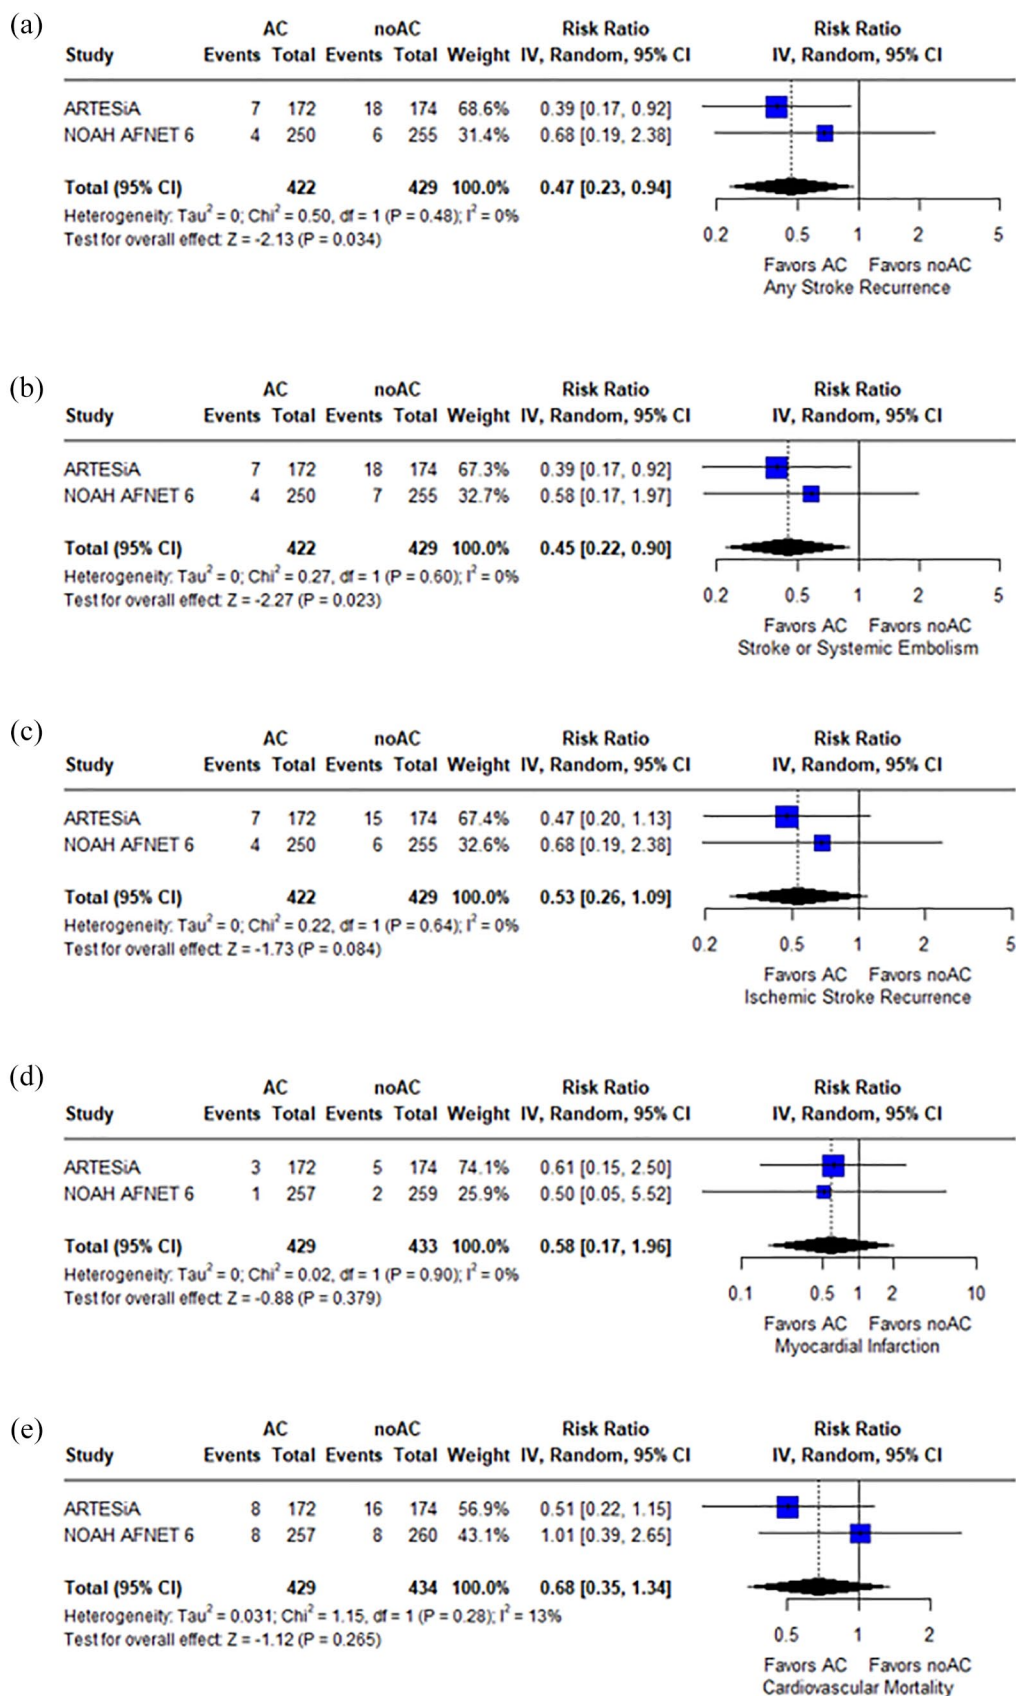 (a)
AC noAC Risk Ratio Risk Ratio
Study Events Total Events Total Weight IV, Random, 95% CI IV, Random, 95% CI
ARTESiA 7 172 18 174 68.6% 0.39 [0.17, 0.92]
NOAH AFNET 6 4 250 6 255 31.4% 0.68 [0.19, 2.38]
Total (95% CI) 422 429 100.0% 0.47 [0.23, 0.94]
Heterogeneity: Tau² = 0; Chi² = 0.50, df = 1 (P = 0.48); I² = 0%
Test for overall effect: Z = -2.13 (P = 0.034)
0.2 0.5 1 2 5
Favors AC Favors noAC
Any Stroke Recurrence
(b)
AC noAC Risk Ratio Risk Ratio
Study Events Total Events Total Weight IV, Random, 95% CI IV, Random, 95% CI
ARTESiA 7 172 18 174 67.3% 0.39 [0.17, 0.92]
NOAH AFNET 6 4 250 7 255 32.7% 0.58 [0.17, 1.97]
Total (95% CI) 422 429 100.0% 0.45 [0.22, 0.90]
Heterogeneity: Tau² = 0; Chi² = 0.27, df = 1 (P = 0.60); I² = 0%
Test for overall effect: Z = -2.27 (P = 0.023)
0.2 0.5 1 2 5
Favors AC Favors noAC
Stroke or Systemic Embolism
(c)
AC noAC Risk Ratio Risk Ratio
Study Events Total Events Total Weight IV, Random, 95% CI IV, Random, 95% CI
ARTESiA 7 172 15 174 67.4% 0.47 [0.20, 1.13]
NOAH AFNET 6 4 250 6 255 32.6% 0.68 [0.19, 2.38]
Total (95% CI) 422 429 100.0% 0.53 [0.26, 1.09]
Heterogeneity: Tau² = 0; Chi² = 0.22, df = 1 (P = 0.64); I² = 0%
Test for overall effect: Z = -1.73 (P = 0.084)
0.2 0.5 1 2 5
Favors AC Favors noAC
Ischemic Stroke Recurrence
(d)
AC noAC Risk Ratio Risk Ratio
Study Events Total Events Total Weight IV, Random, 95% CI IV, Random, 95% CI
ARTESiA 3 172 5 174 74.1% 0.61 [0.15, 2.50]
NOAH AFNET 6 1 257 2 259 25.9% 0.50 [0.05, 5.52]
Total (95% CI) 429 433 100.0% 0.58 [0.17, 1.96]
Heterogeneity: Tau² = 0; Chi² = 0.02, df = 1 (P = 0.90); I² = 0%
Test for overall effect: Z = -0.88 (P = 0.379)
0.1 0.5 1 2 10
Favors AC Favors noAC
Myocardial Infarction
(e)
AC noAC Risk Ratio Risk Ratio
Study Events Total Events Total Weight IV, Random, 95% CI IV, Random, 95% CI
ARTESiA 8 172 16 174 56.9% 0.51 [0.22, 1.15]
NOAH AFNET 6 8 257 8 260 43.1% 1.01 [0.39, 2.65]
Total (95% CI) 429 434 100.0% 0.68 [0.35, 1.34]
Heterogeneity: Tau² = 0.031; Chi² = 1.15, df = 1 (P = 0.28); I² = 13%
Test for overall effect: Z = -1.12 (P = 0.265)
0.5 1 2
Favors AC Favors noAC
Cardiovascular Mortality